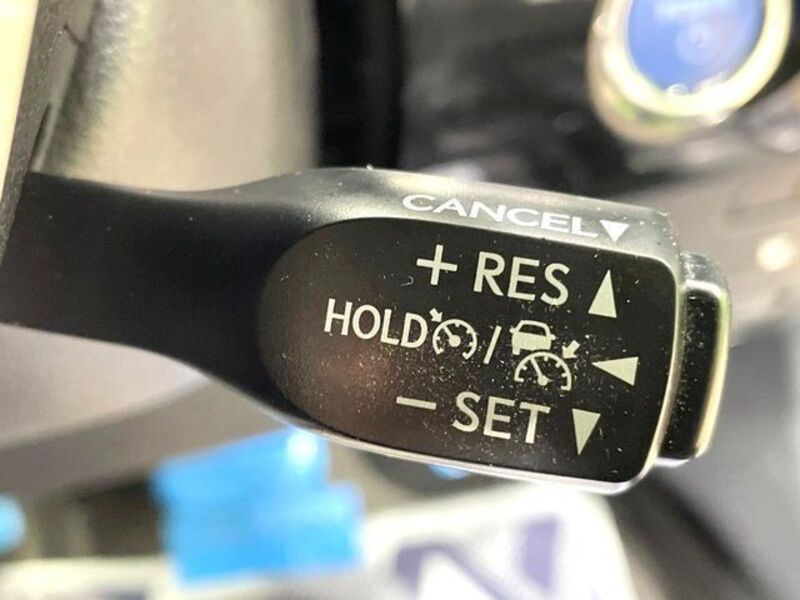 CANCEL▼
+ RES ▲
HOLD / ◀
− SET ▼